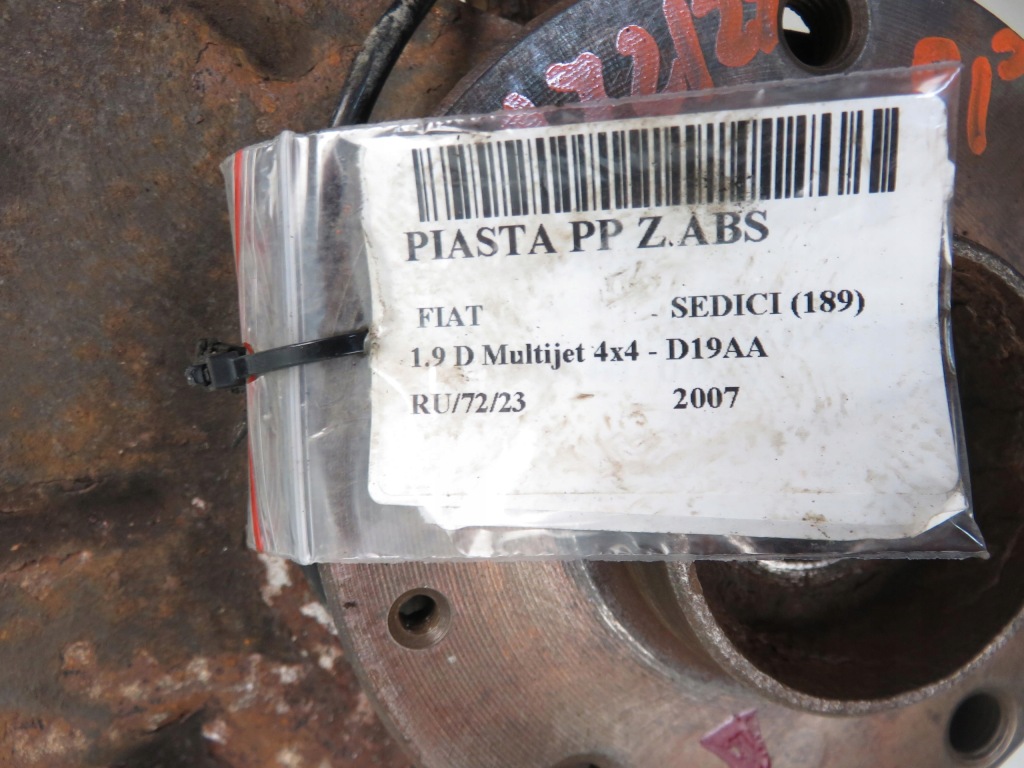 PIASTA PP Z.ABS
FIAT SEDICI (189)
1.9 D Multijet 4x4 - D19AA
RU/72/23 2007